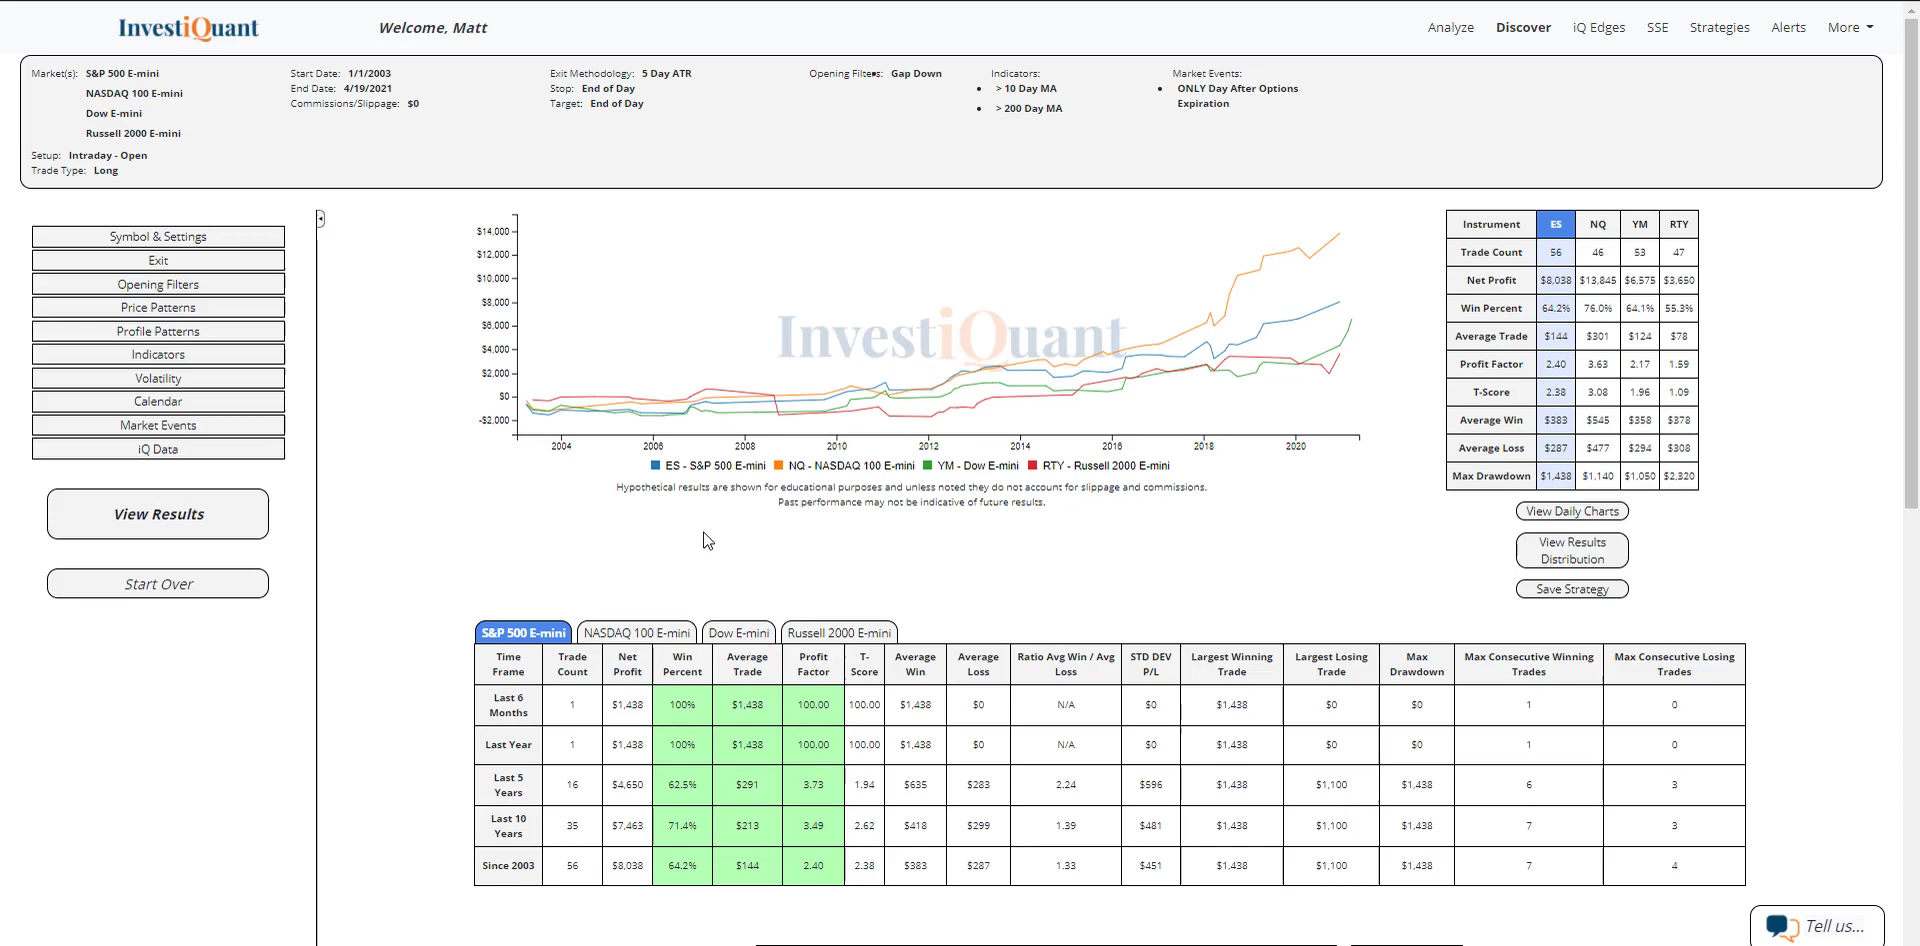 InvestiQuant
Welcome, Matt
Analyze Discover iQ Edges SSE Strategies Alerts More
Market(s): S&P 500 E-mini
NASDAQ 100 E-mini
Dow E-mini
Russell 2000 E-mini
Setup: Intraday - Open
Trade Type: Long
Start Date: 1/1/2003
End Date: 4/19/2021
Commissions/Slippage: $0
Exit Methodology: 5 Day ATR
Stop: End of Day
Target: End of Day
Opening Filters: Gap Down
Indicators:
> 10 Day MA
> 200 Day MA
Market Events:
ONLY Day After Options
Expiration
Symbol & Settings
Exit
Opening Filters
Price Patterns
Profile Patterns
Indicators
Volatility
Calendar
Market Events
iQ Data
View Results
Start Over
$14,000
$12,000
$10,000
$8,000
$6,000
$4,000
$2,000
$0
-$2,000
InvestiQuant
2004 2006 2008 2010 2012 2014 2016 2018 2020
ES - S&P 500 E-mini NQ - NASDAQ 100 E-mini YM - Dow E-mini RTY - Russell 2000 E-mini
Hypothetical results are shown for educational purposes and unless noted they do not account for slippage and commissions.
Past performance may not be indicative of future results.
Instrument ES NQ YM RTY
Trade Count 56 46 53 47
Net Profit $8,038 $13,845 $6,575 $3,650
Win Percent 64.2% 76.0% 64.1% 55.3%
Average Trade $144 $301 $124 $78
Profit Factor 2.40 3.63 2.17 1.59
T-Score 2.38 3.08 1.96 1.09
Average Win $383 $545 $358 $378
Average Loss $287 $477 $294 $308
Max Drawdown $1,438 $1,140 $1,050 $2,320
View Daily Charts
View Results
Distribution
Save Strategy
S&P 500 E-mini NASDAQ 100 E-mini Dow E-mini Russell 2000 E-mini
Time Trade Net Win Average Profit T- Average Average Ratio Avg Win / Avg STD DEV Largest Winning Largest Losing Max Max Consecutive Winning Max Consecutive Losing
Frame Count Profit Percent Trade Factor Score Win Loss Loss P/L Trade Trade Drawdown Trades Trades
Last 6
Months 1 $1,438 100% $1,438 100.00 100.00 $1,438 $0 N/A $0 $1,438 $0 $0 1 0
Last Year 1 $1,438 100% $1,438 100.00 100.00 $1,438 $0 N/A $0 $1,438 $0 $0 1 0
Last 5
Years 16 $4,650 62.5% $291 3.73 1.94 $635 $283 2.24 $596 $1,438 $1,100 $1,438 6 3
Last 10
Years 35 $7,463 71.4% $213 3.49 2.62 $418 $299 1.39 $481 $1,438 $1,100 $1,438 7 3
Since 2003 56 $8,038 64.2% $144 2.40 2.38 $383 $287 1.33 $451 $1,438 $1,100 $1,438 7 4
Tell us...